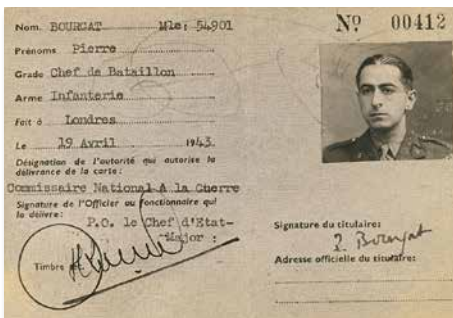 Nom. BOURGAT Mle: 54901
Prénoms Pierre
Grade Chef de Bataillon
Arme Infanterie
Fait à Londres
Le 19 Avril 1943.
Désignation de l'autorité qui autorise la
délivrance de la carte:
Commissaire National A la Guerre
Signature de l'Officier ou fonctionnaire qui
la délivre:
P.O. le Chef d'Etat-
Major :
Timbre
Nº 00412
Signature du titulaire:
P. Bourgat
Adresse officielle du titulaire: